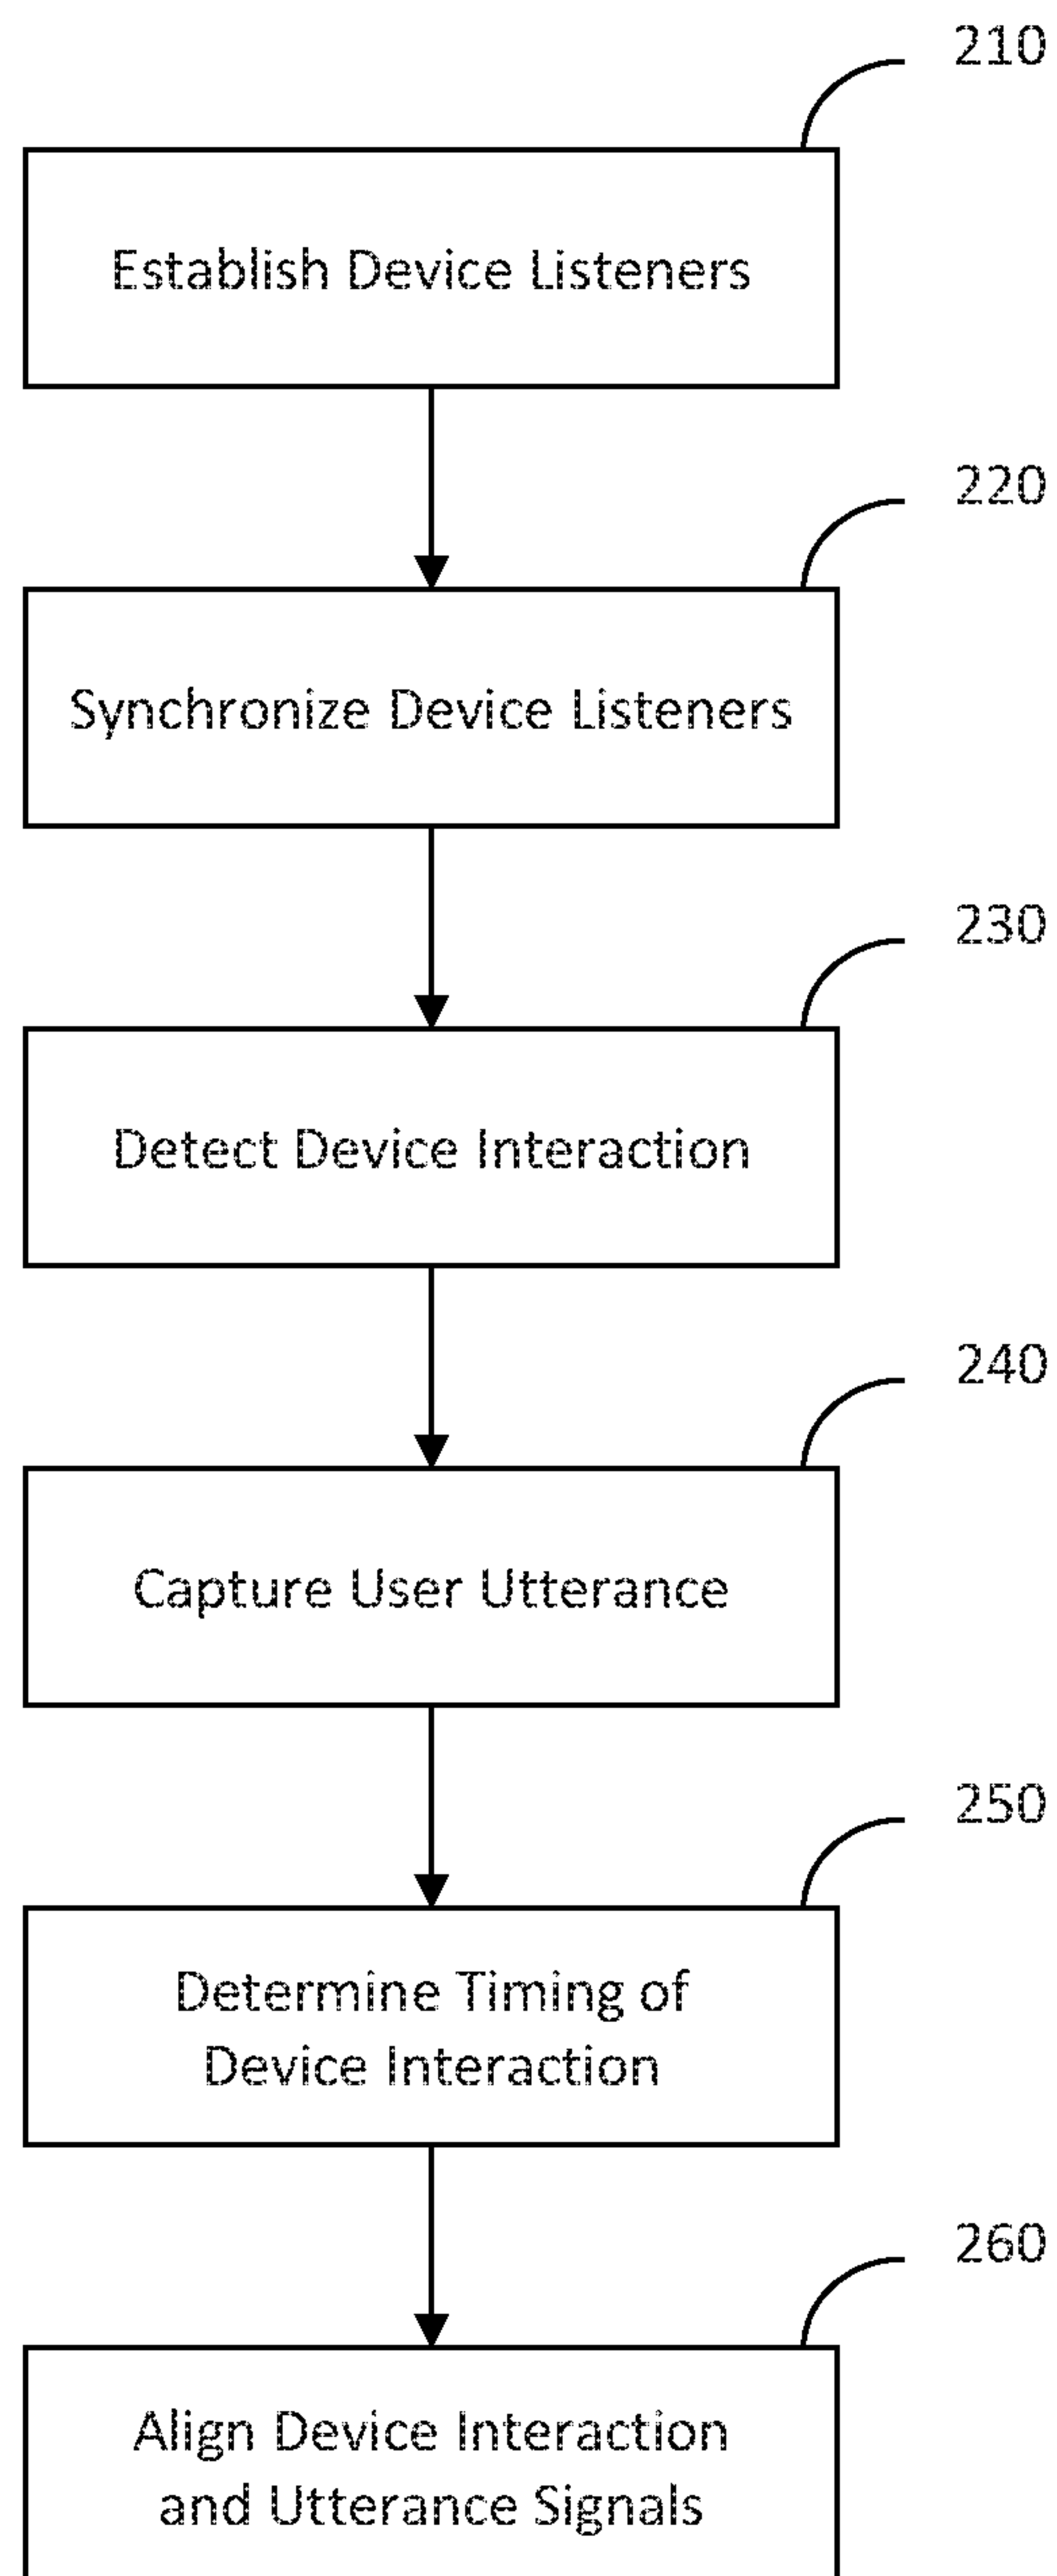 210
Establish Device Listeners
220
Synchronize Device Listeners
230
Detect Device Interaction
240
Capture User Utterance
250
Determine Timing of
Device Interaction
260
Align Device Interaction
and Utterance Signals